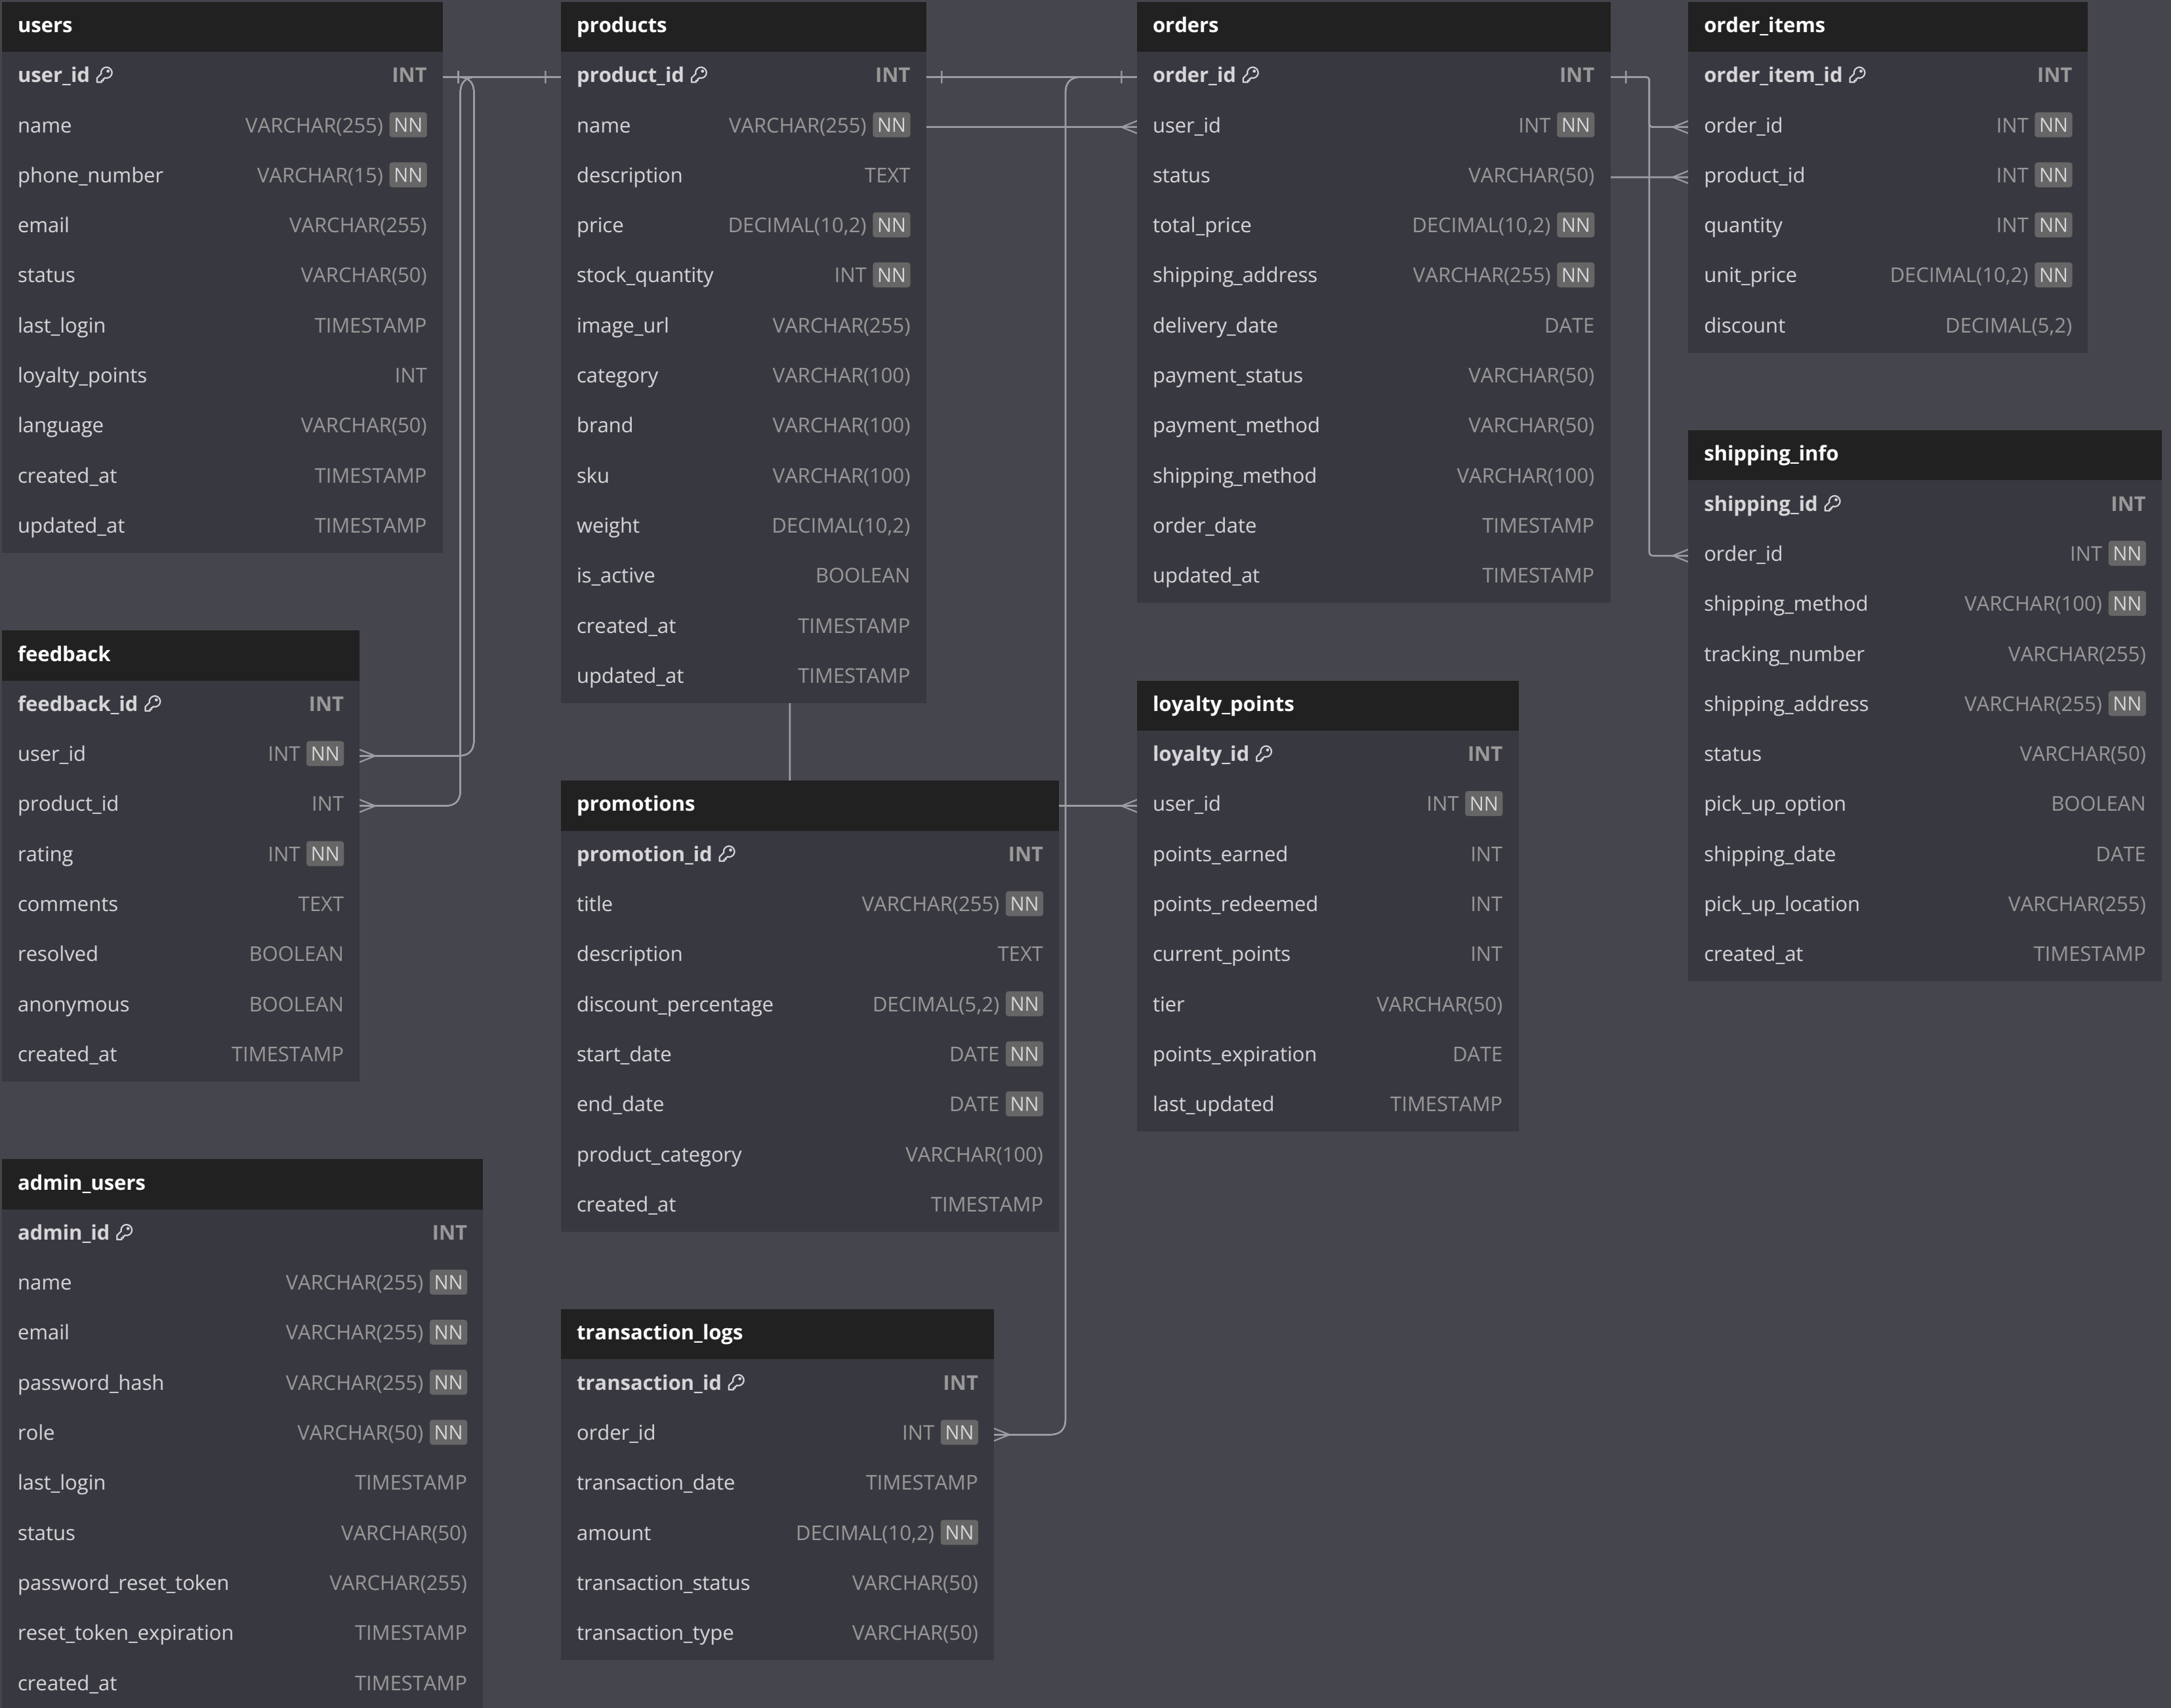 users
user_id INT
name VARCHAR(255) NN
phone_number VARCHAR(15) NN
email VARCHAR(255)
status VARCHAR(50)
last_login TIMESTAMP
loyalty_points INT
language VARCHAR(50)
created_at TIMESTAMP
updated_at TIMESTAMP
products
product_id INT
name VARCHAR(255) NN
description TEXT
price DECIMAL(10,2) NN
stock_quantity INT NN
image_url VARCHAR(255)
category VARCHAR(100)
brand VARCHAR(100)
sku VARCHAR(100)
weight DECIMAL(10,2)
is_active BOOLEAN
created_at TIMESTAMP
updated_at TIMESTAMP
orders
order_id INT
user_id INT NN
status VARCHAR(50)
total_price DECIMAL(10,2) NN
shipping_address VARCHAR(255) NN
delivery_date DATE
payment_status VARCHAR(50)
payment_method VARCHAR(50)
shipping_method VARCHAR(100)
order_date TIMESTAMP
updated_at TIMESTAMP
order_items
order_item_id INT
order_id INT NN
product_id INT NN
quantity INT NN
unit_price DECIMAL(10,2) NN
discount DECIMAL(5,2)
shipping_info
shipping_id INT
order_id INT NN
shipping_method VARCHAR(100) NN
tracking_number VARCHAR(255)
shipping_address VARCHAR(255) NN
status VARCHAR(50)
pick_up_option BOOLEAN
shipping_date DATE
pick_up_location VARCHAR(255)
created_at TIMESTAMP
feedback
feedback_id INT
user_id INT NN
product_id INT
rating INT NN
comments TEXT
resolved BOOLEAN
anonymous BOOLEAN
created_at TIMESTAMP
promotions
promotion_id INT
title VARCHAR(255) NN
description TEXT
discount_percentage DECIMAL(5,2) NN
start_date DATE NN
end_date DATE NN
product_category VARCHAR(100)
created_at TIMESTAMP
loyalty_points
loyalty_id INT
user_id INT NN
points_earned INT
points_redeemed INT
current_points INT
tier VARCHAR(50)
points_expiration DATE
last_updated TIMESTAMP
admin_users
admin_id INT
name VARCHAR(255) NN
email VARCHAR(255) NN
password_hash VARCHAR(255) NN
role VARCHAR(50) NN
last_login TIMESTAMP
status VARCHAR(50)
password_reset_token VARCHAR(255)
reset_token_expiration TIMESTAMP
created_at TIMESTAMP
transaction_logs
transaction_id INT
order_id INT NN
transaction_date TIMESTAMP
amount DECIMAL(10,2) NN
transaction_status VARCHAR(50)
transaction_type VARCHAR(50)